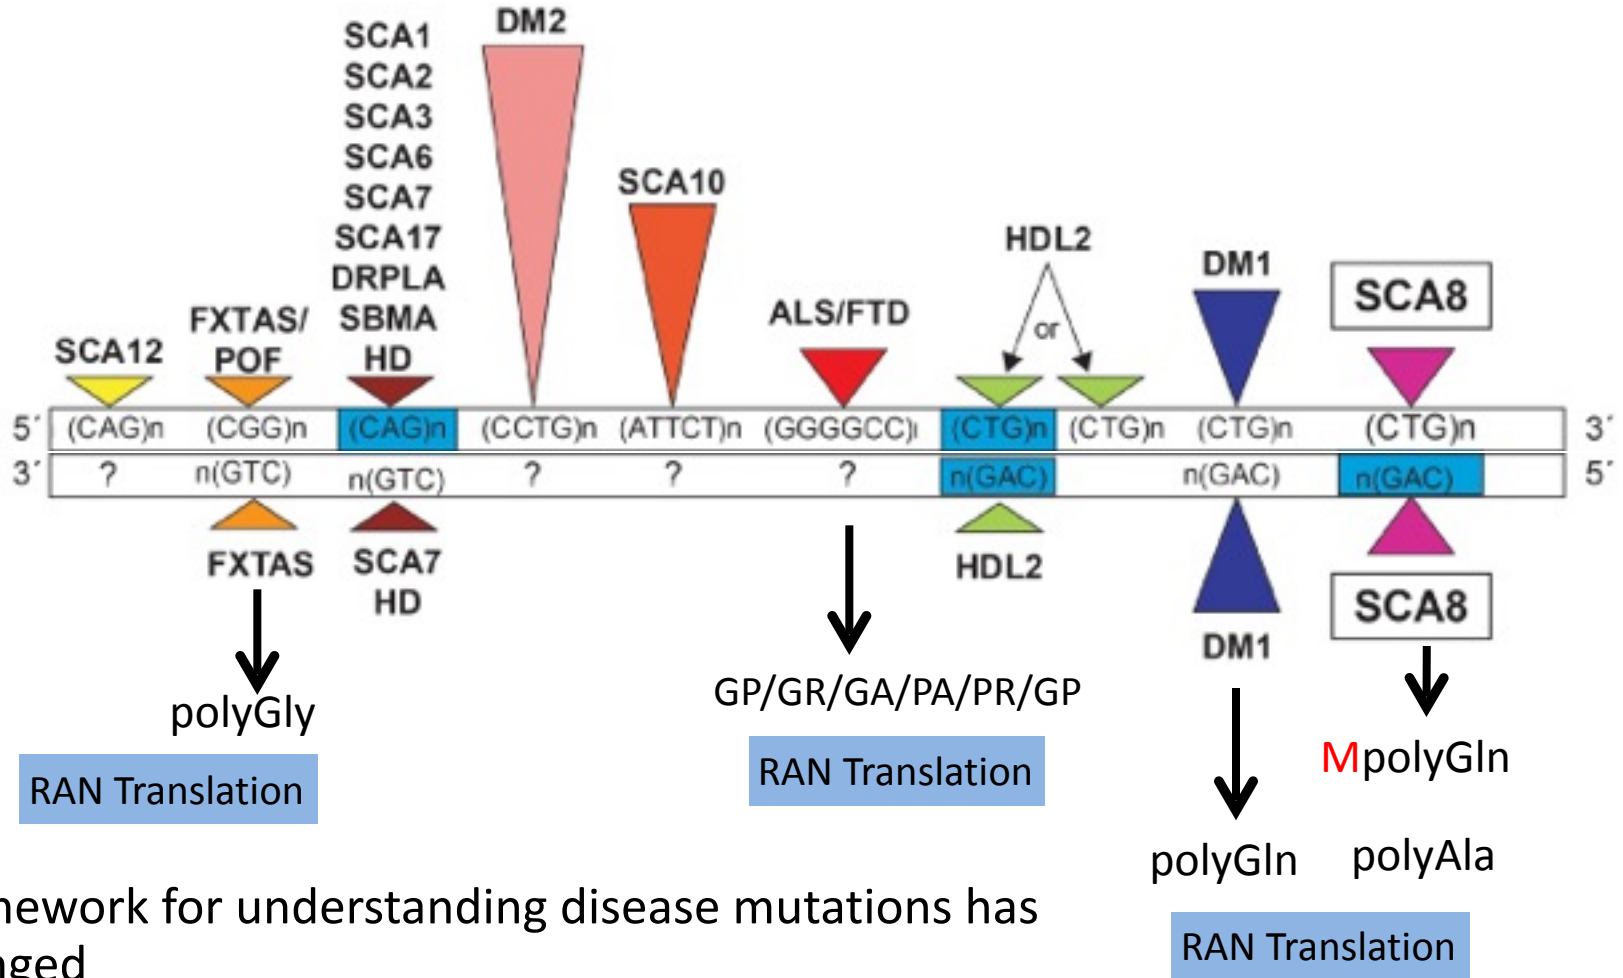 DM2
SCA1
SCA2
SCA3
SCA6
SCA7
SCA17
DRPLA
SBMA
HD
SCA10
HDL2
or
DM1
SCA8
ALS/FTD
FXTAS/
POF
SCA12
5´ (CAG)n (CGG)n (CAG)n (CCTG)n (ATTCT)n (GGGGCC)ı (CTG)n (CTG)n (CTG)n (CTG)n 3´
3´ ? n(GTC) n(GTC) ? ? ? n(GAC) n(GAC) n(GAC) 5´
FXTAS
SCA7
HD
HDL2
DM1
SCA8
polyGly
RAN Translation
GP/GR/GA/PA/PR/GP
RAN Translation
MpolyGln
polyGln polyAla
RAN Translation
nework for understanding disease mutations has
nged